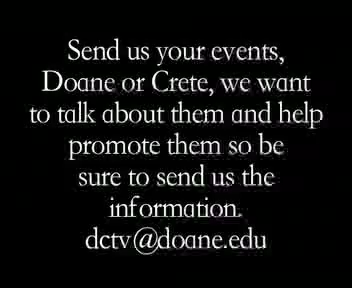 Send us your events,
Doane or Crete, we want
to talk about them and help
promote them so be
sure to send us the
information.
dctv@doane.edu